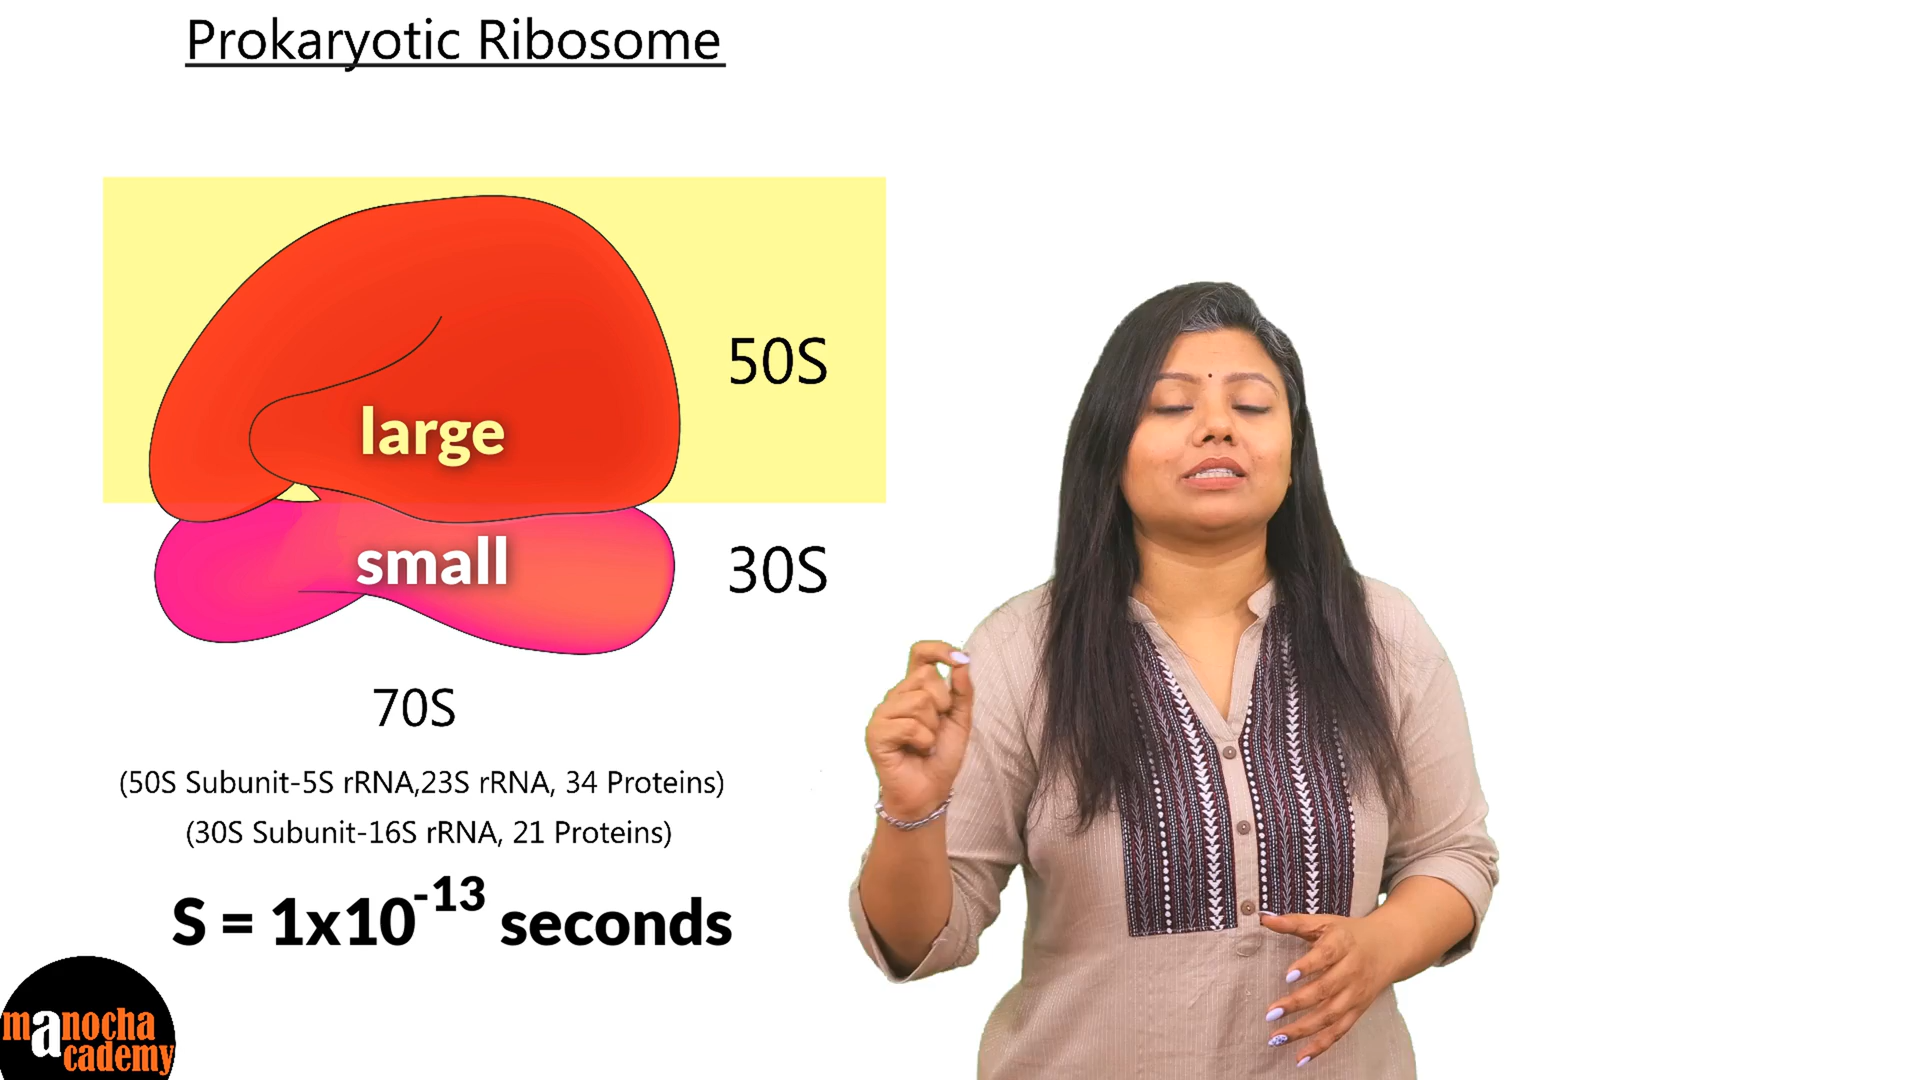 Prokaryotic Ribosome
large
50S
small
30S
70S
(50S Subunit-5S rRNA,23S rRNA, 34 Proteins)
(30S Subunit-16S rRNA, 21 Proteins)
S = 1x10⁻¹³ seconds
manocha
academy